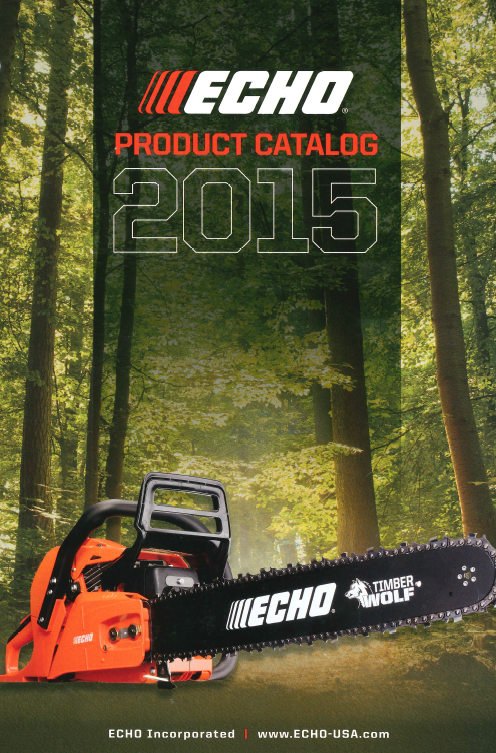 ECHO®
PRODUCT CATALOG
2015
ECHO
ECHO®
TIMBER
WOLF
ECHO Incorporated | www.ECHO-USA.com